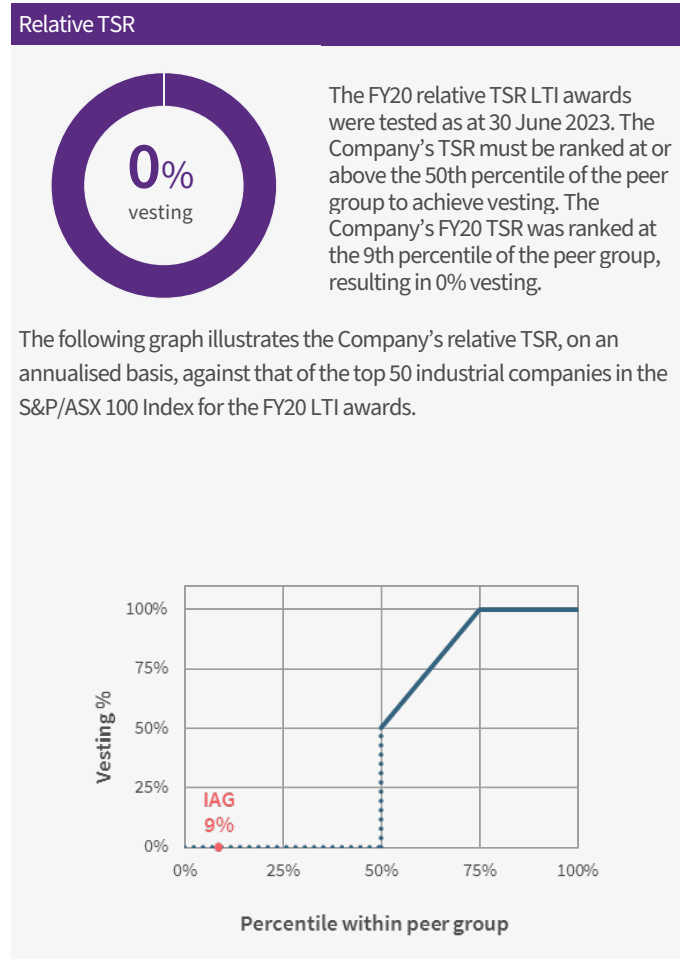 Relative TSR
0%
vesting
The FY20 relative TSR LTI awards
were tested as at 30 June 2023. The
Company’s TSR must be ranked at or
above the 50th percentile of the peer
group to achieve vesting. The
Company’s FY20 TSR was ranked at
the 9th percentile of the peer group,
resulting in 0% vesting.
The following graph illustrates the Company’s relative TSR, on an
annualised basis, against that of the top 50 industrial companies in the
S&P/ASX 100 Index for the FY20 LTI awards.
100%
75%
50%
25%
0%
Vesting %
IAG
9%
0%
25%
50%
75%
100%
Percentile within peer group